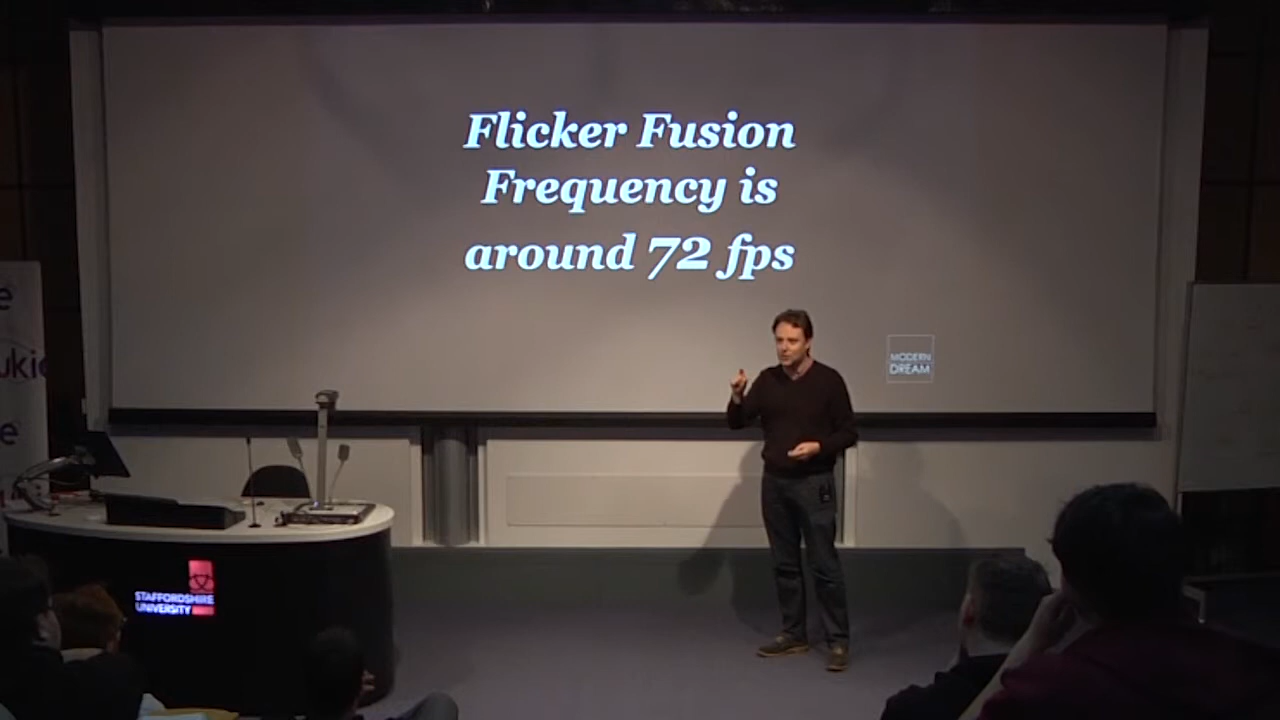 Flicker Fusion
Frequency is
around 72 fps
MODERN
DREAM
STAFFORDSHIRE
UNIVERSITY